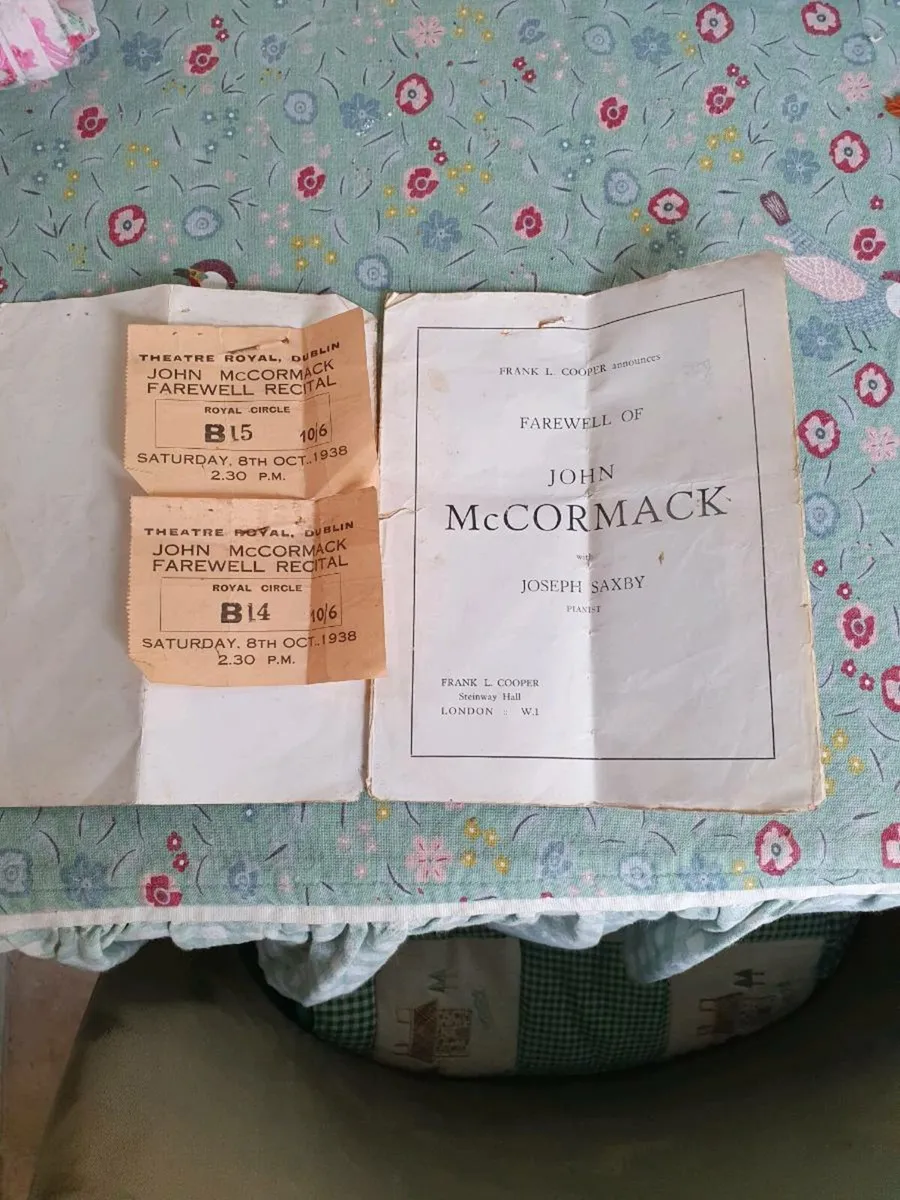 THEATRE ROYAL, DUBLIN
JOHN McCORMACK
FAREWELL RECITAL
ROYAL CIRCLE
B15 10/6
SATURDAY, 8TH OCT., 1938
2.30 P.M.
THEATRE ROYAL, DUBLIN
JOHN McCORMACK
FAREWELL RECITAL
ROYAL CIRCLE
B14 10/6
SATURDAY, 8TH OCT., 1938
2.30 P.M.
FRANK L. COOPER announces
FAREWELL OF
JOHN
McCORMACK
with
JOSEPH SAXBY
PIANIST
FRANK L. COOPER
Steinway Hall
LONDON :: W.1